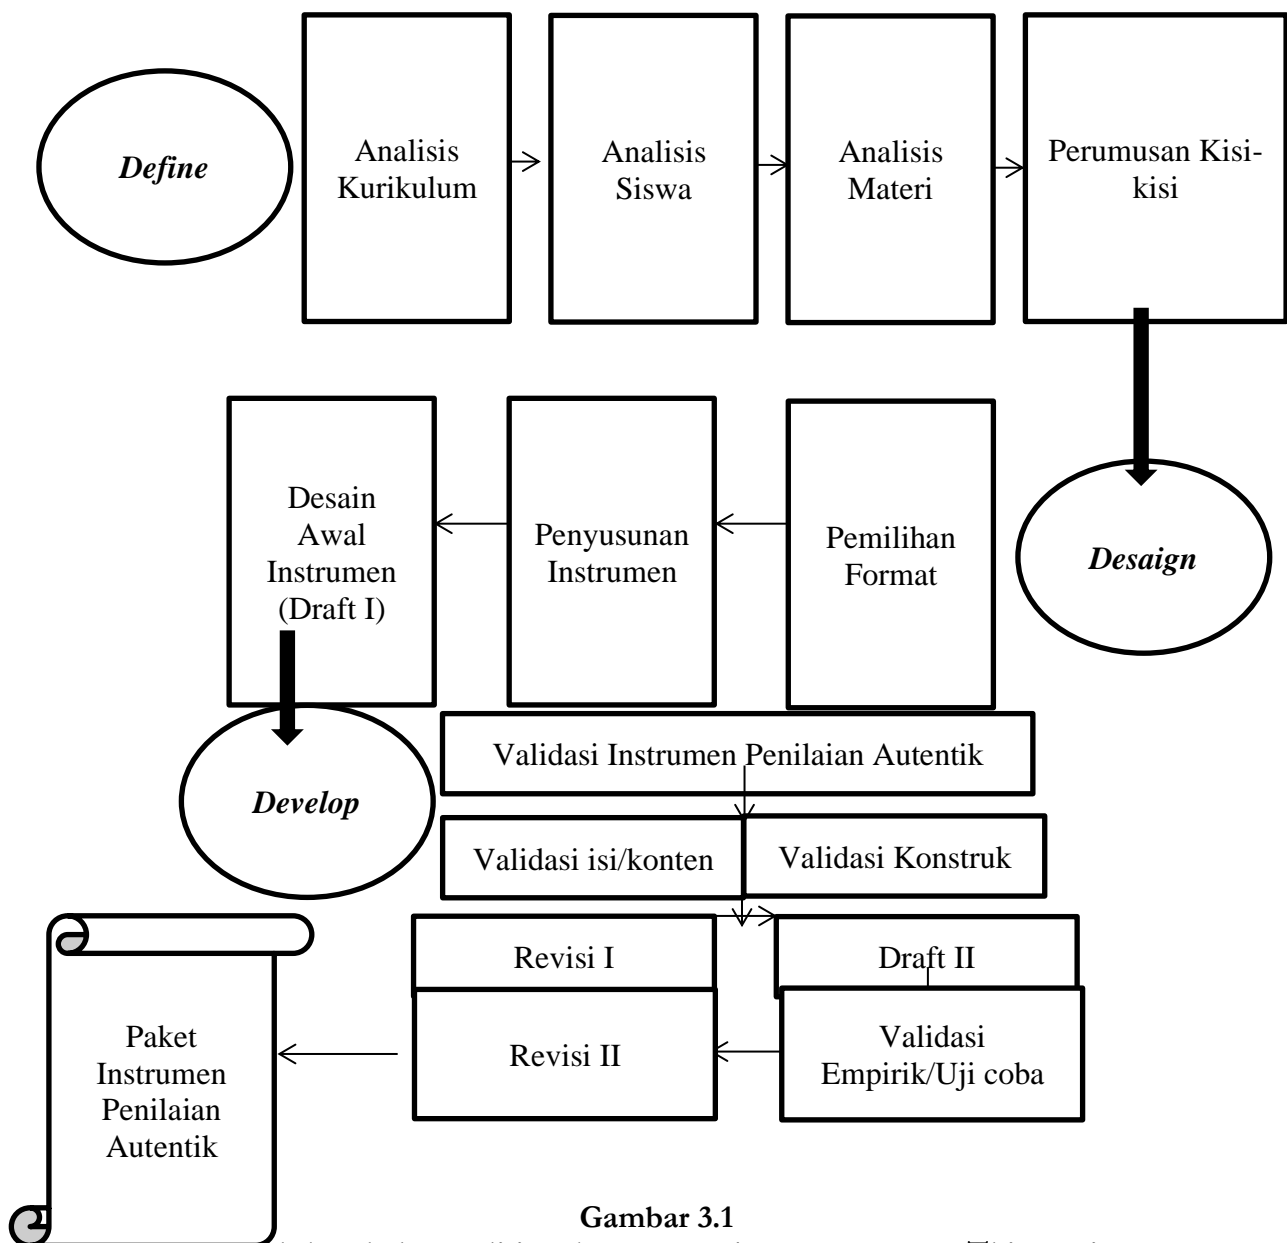 Define
Analisis
Kurikulum
Analisis
Siswa
Analisis
Materi
Perumusan Kisi-
kisi
Desaign
Pemilihan
Format
Penyusunan
Instrumen
Desain
Awal
Instrumen
(Draft I)
Develop
Validasi Instrumen Penilaian Autentik
Validasi isi/konten
Validasi Konstruk
Revisi I
Draft II
Validasi
Empirik/Uji coba
Revisi II
Paket
Instrumen
Penilaian
Autentik
Gambar 3.1